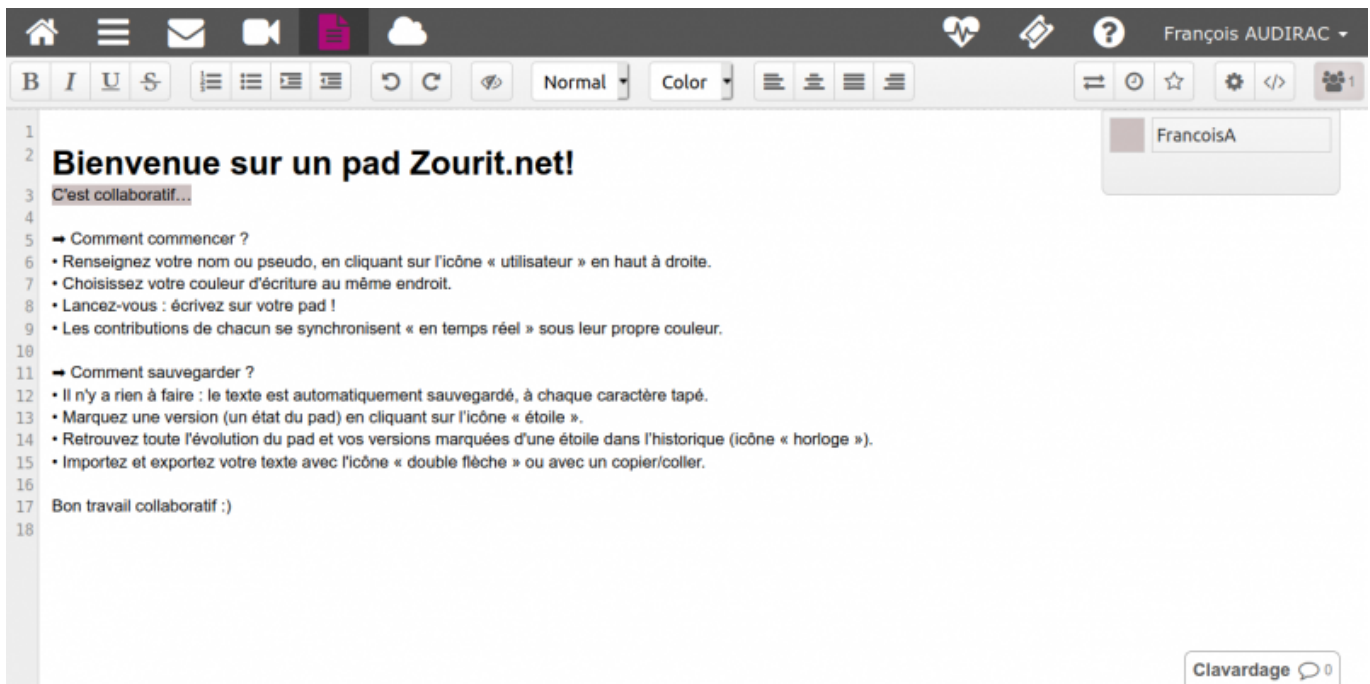 François AUDIRAC
B I U S Normal Color </> 1
FrancoisA
1
2 Bienvenue sur un pad Zourit.net!
3 C'est collaboratif…
4
5 ➡ Comment commencer ?
6 • Renseignez votre nom ou pseudo, en cliquant sur l'icône « utilisateur » en haut à droite.
7 • Choisissez votre couleur d'écriture au même endroit.
8 • Lancez-vous : écrivez sur votre pad !
9 • Les contributions de chacun se synchronisent « en temps réel » sous leur propre couleur.
10
11 ➡ Comment sauvegarder ?
12 • Il n'y a rien à faire : le texte est automatiquement sauvegardé, à chaque caractère tapé.
13 • Marquez une version (un état du pad) en cliquant sur l'icône « étoile ».
14 • Retrouvez toute l'évolution du pad et vos versions marquées d'une étoile dans l'historique (icône « horloge »).
15 • Importez et exportez votre texte avec l'icône « double flèche » ou avec un copier/coller.
16
17 Bon travail collaboratif :)
18
Clavardage 0